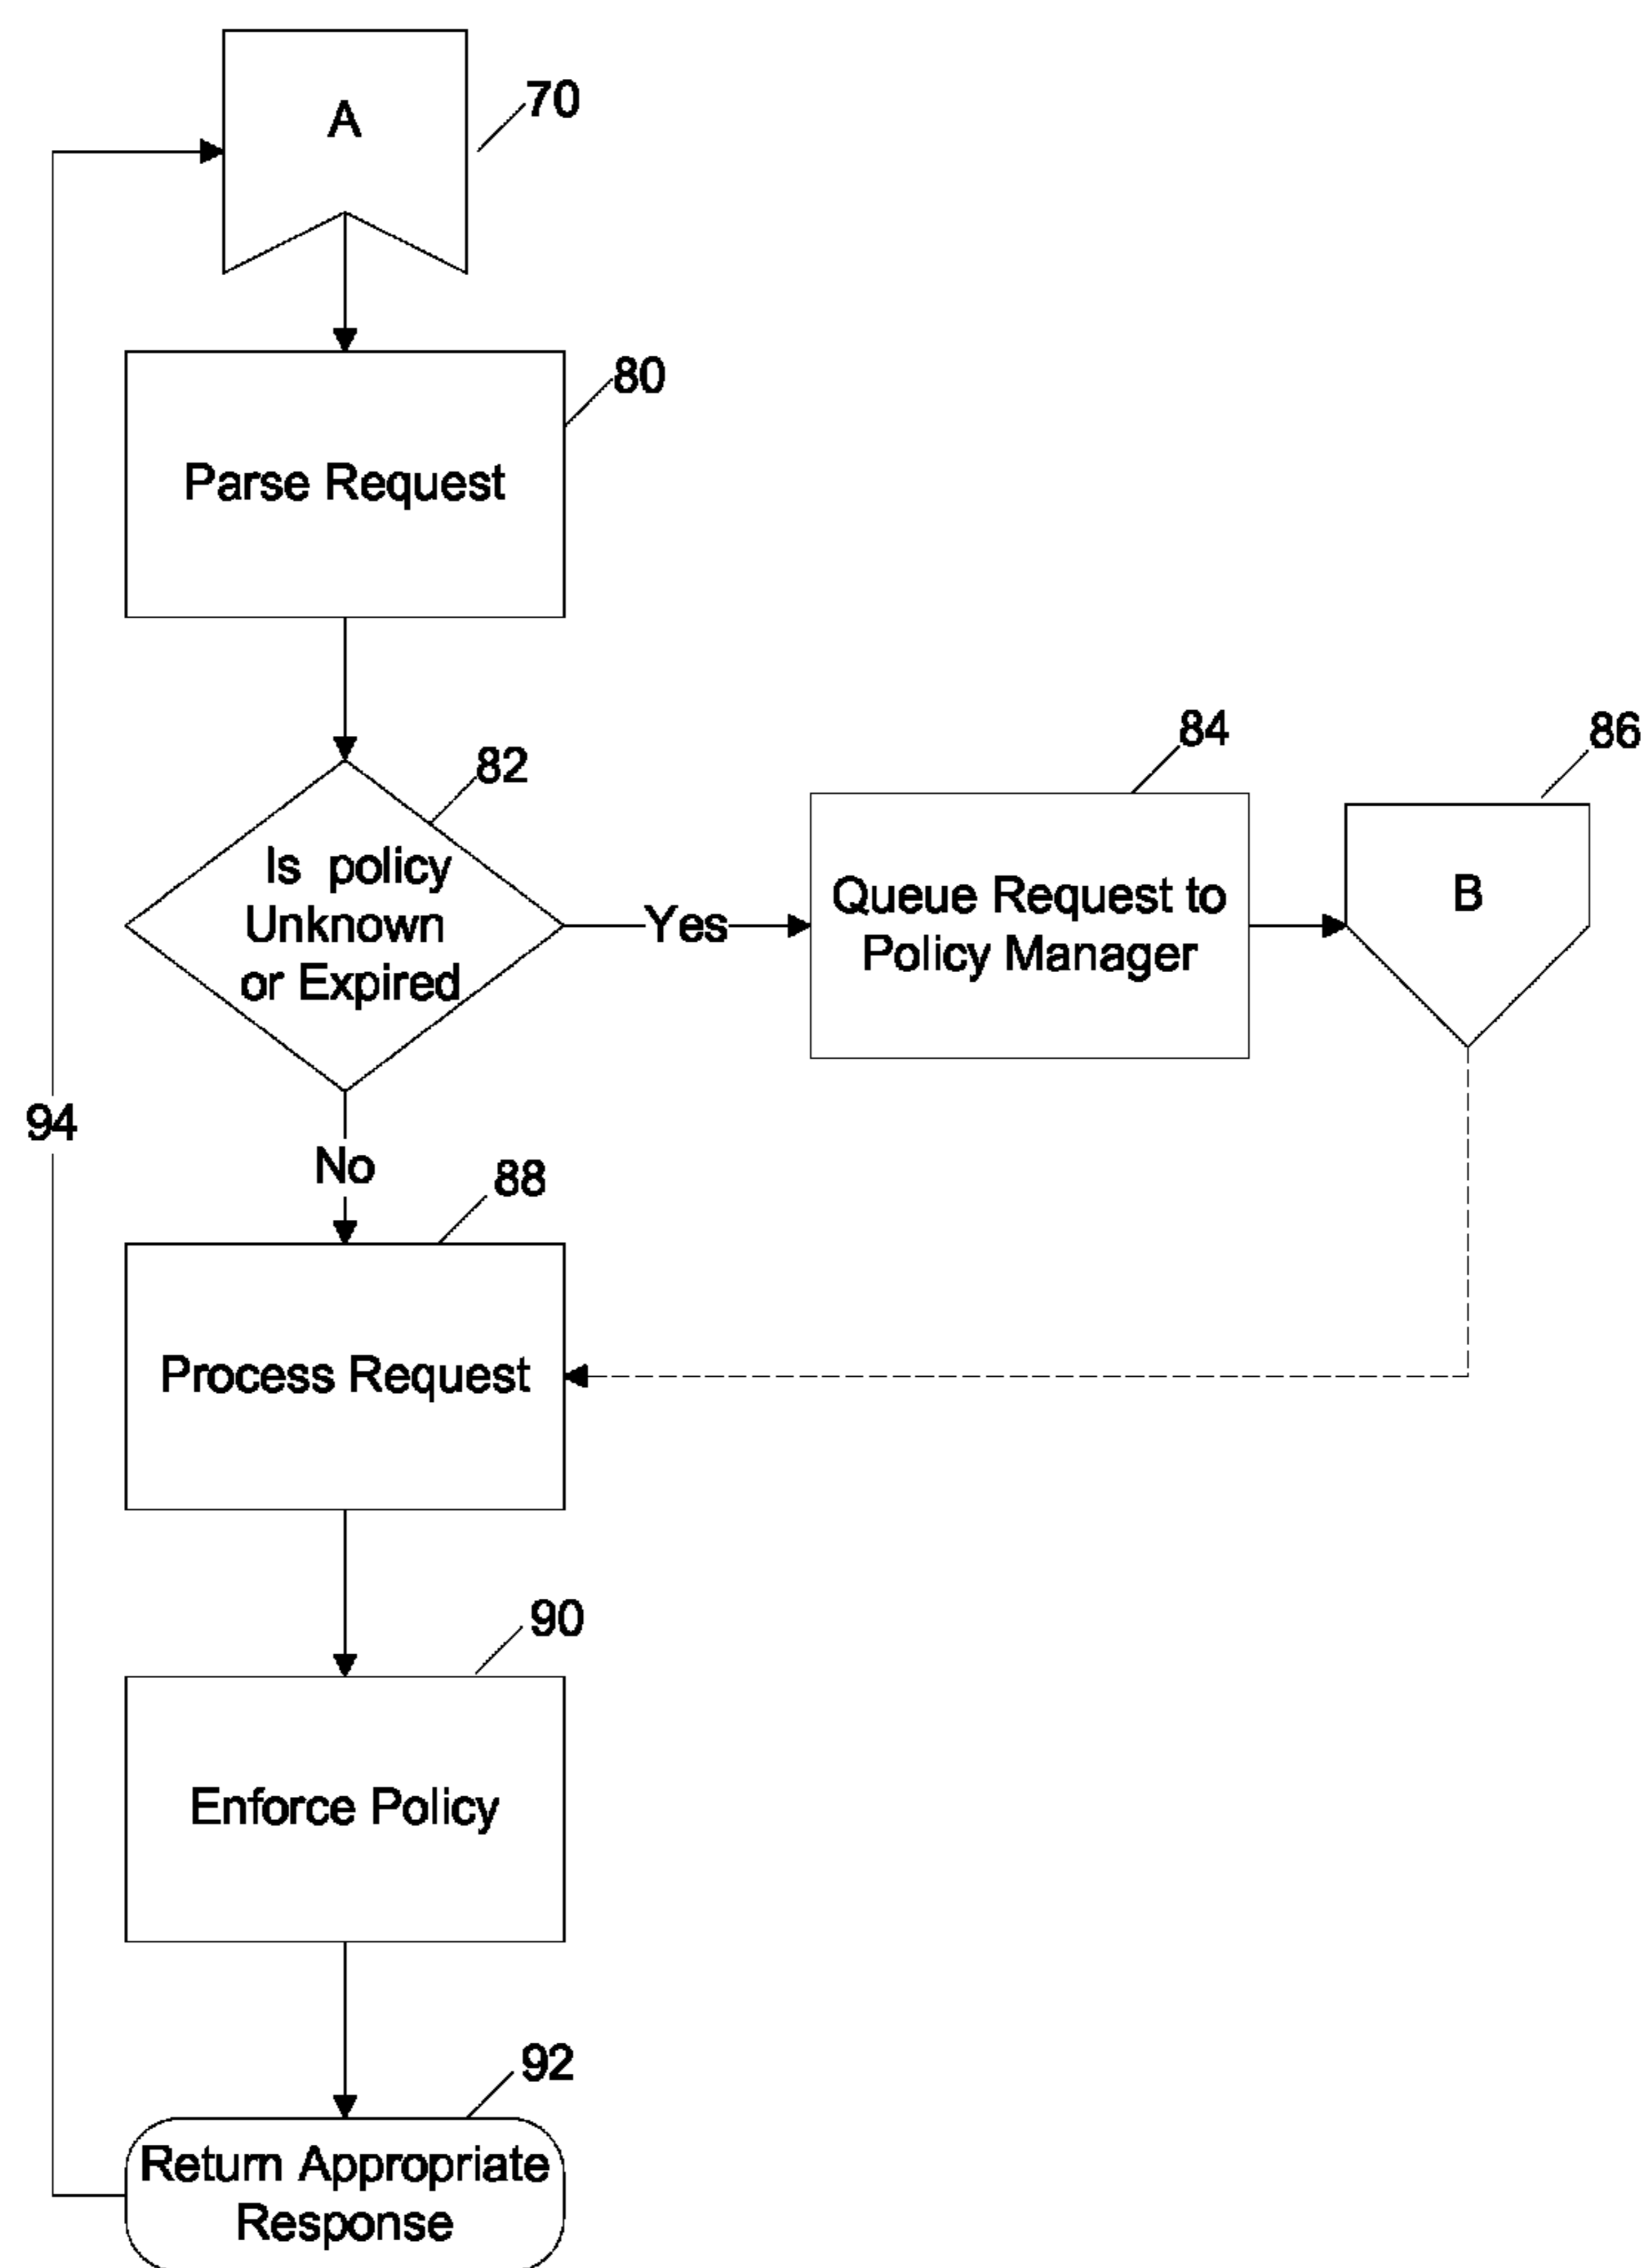 A
70
80
Parse Request
82
Is policy
Unknown
or Expired
Yes
84
Queue Request to
Policy Manager
86
B
94
No
88
Process Request
90
Enforce Policy
92
Return Appropriate
Response